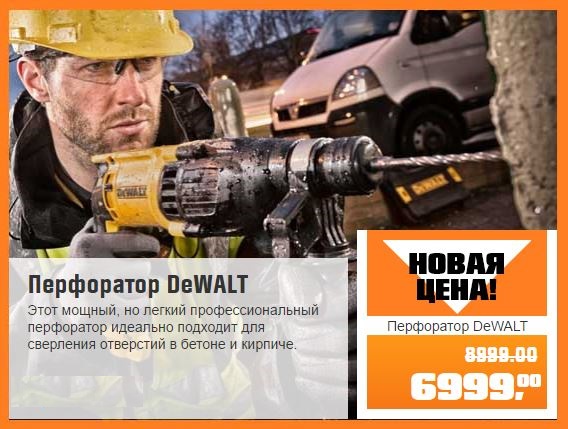 DEWALT
DEWALT
Перфоратор DeWALT
Этот мощный, но легкий профессиональный
перфоратор идеально подходит для
сверления отверстий в бетоне и кирпиче.
НОВАЯ
ЦЕНА!
Перфоратор DeWALT
8999.00
6999,00